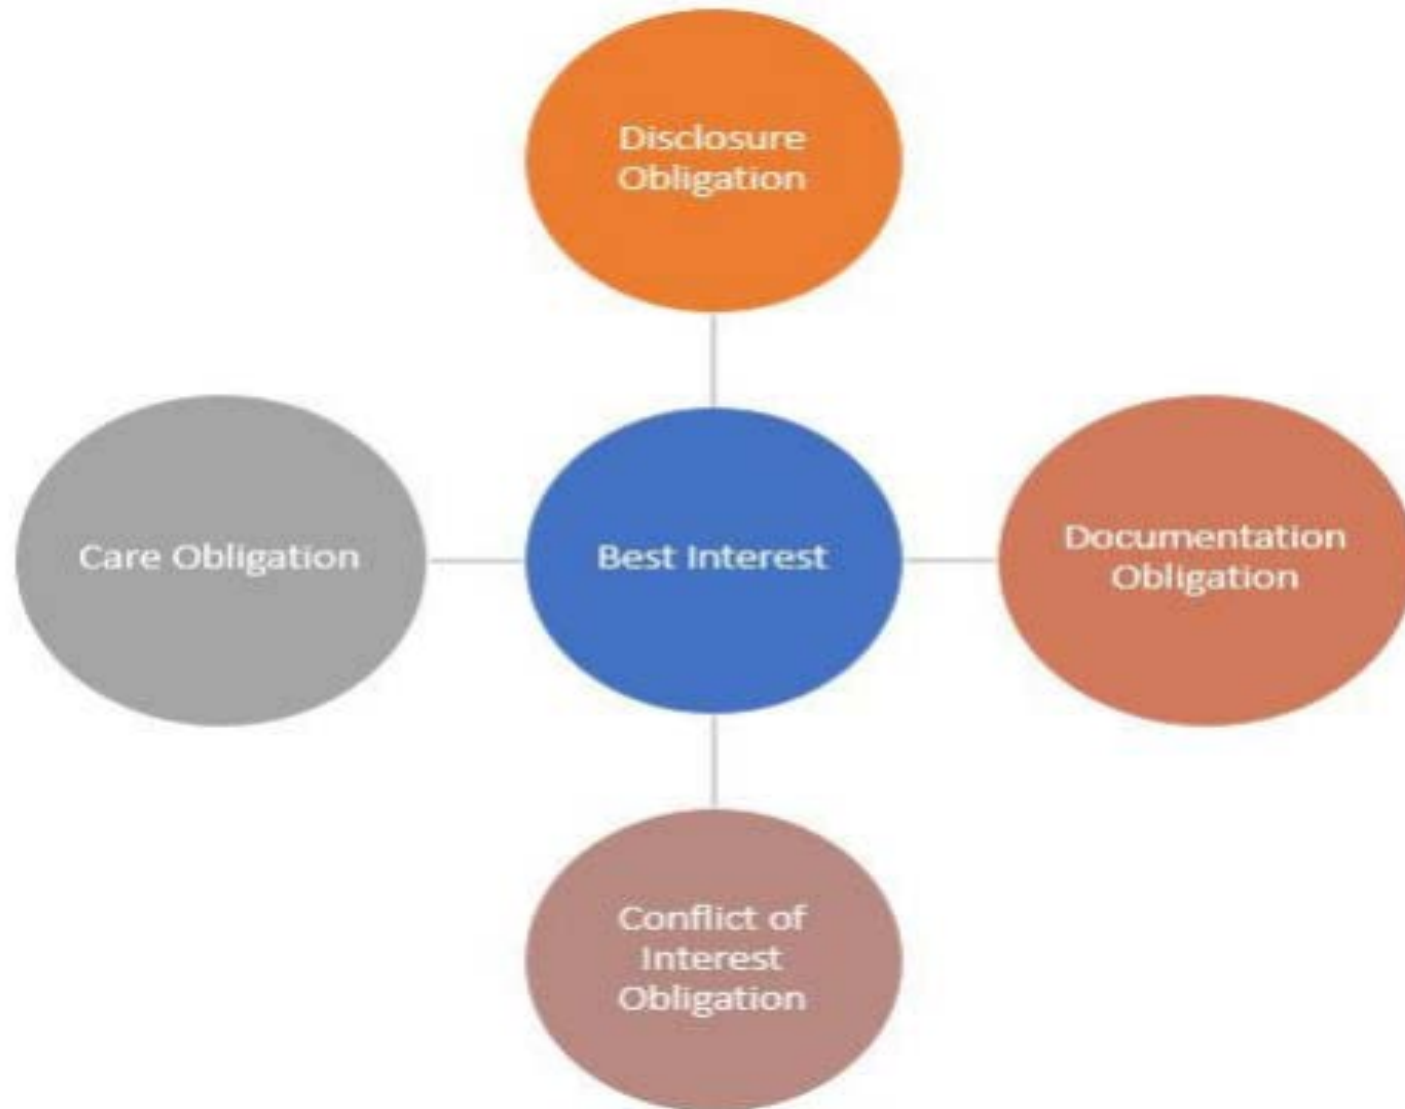 Disclosure
Obligation
Care Obligation
Best Interest
Documentation
Obligation
Conflict of
Interest
Obligation